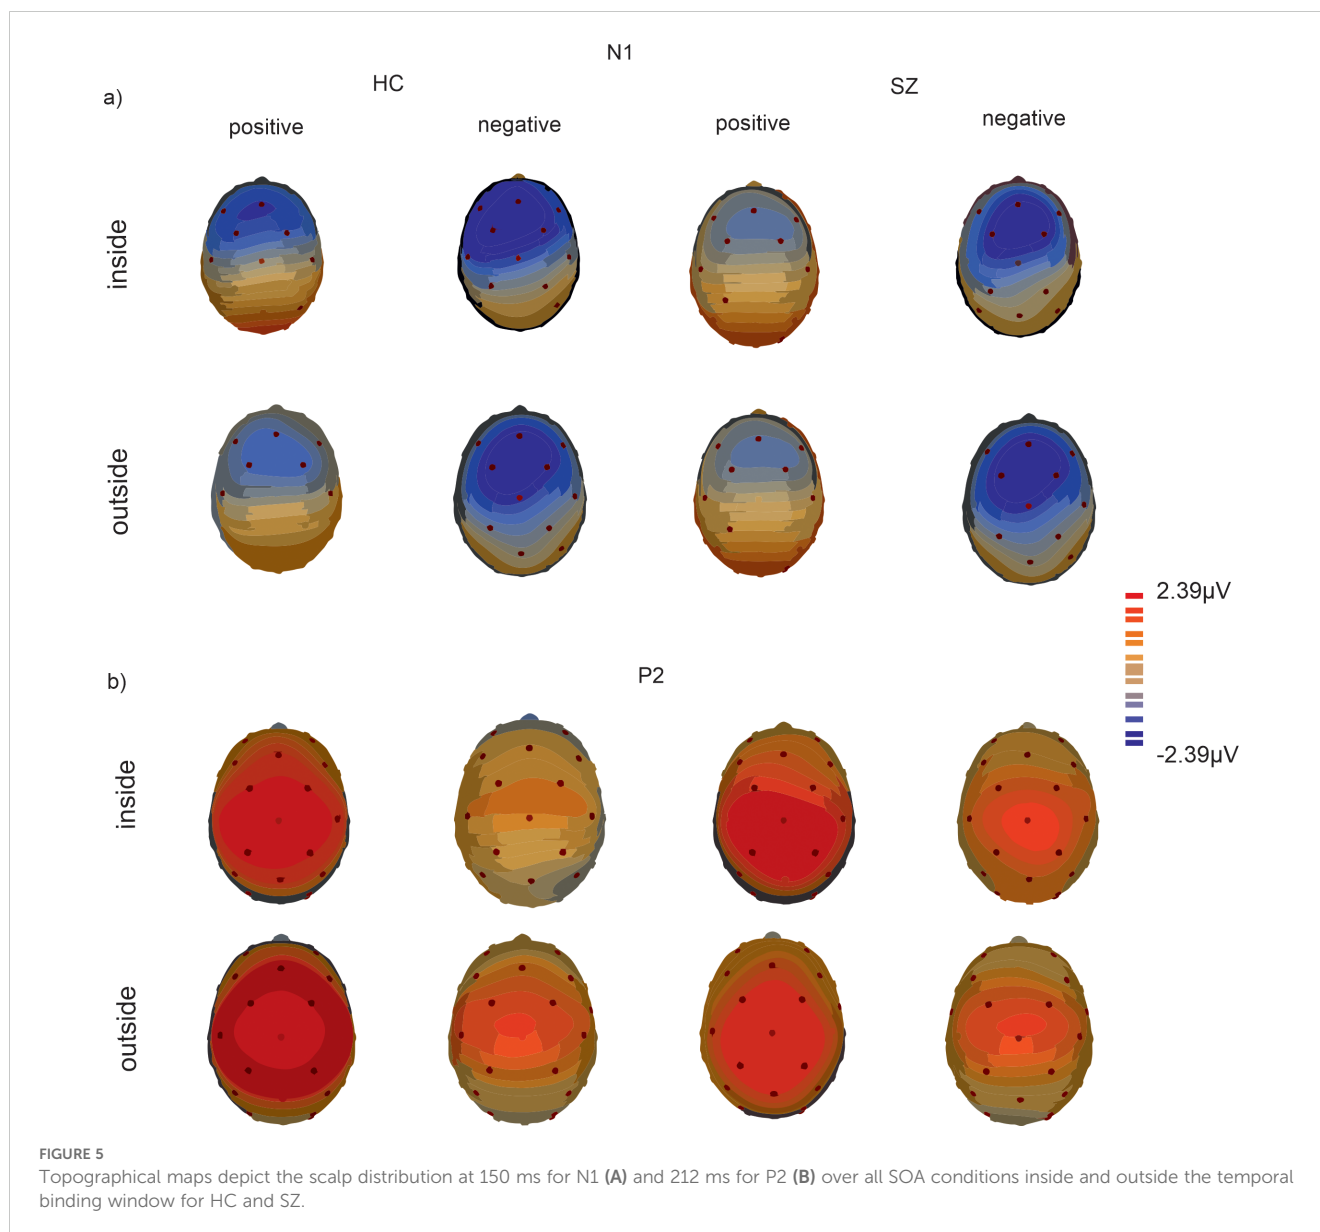 N1
HC
SZ
a)
positive
negative
positive
negative
inside
outside
2.39µV
-2.39µV
b)
P2
inside
outside
FIGURE 5
Topographical maps depict the scalp distribution at 150 ms for N1 (A) and 212 ms for P2 (B) over all SOA conditions inside and outside the temporal
binding window for HC and SZ.